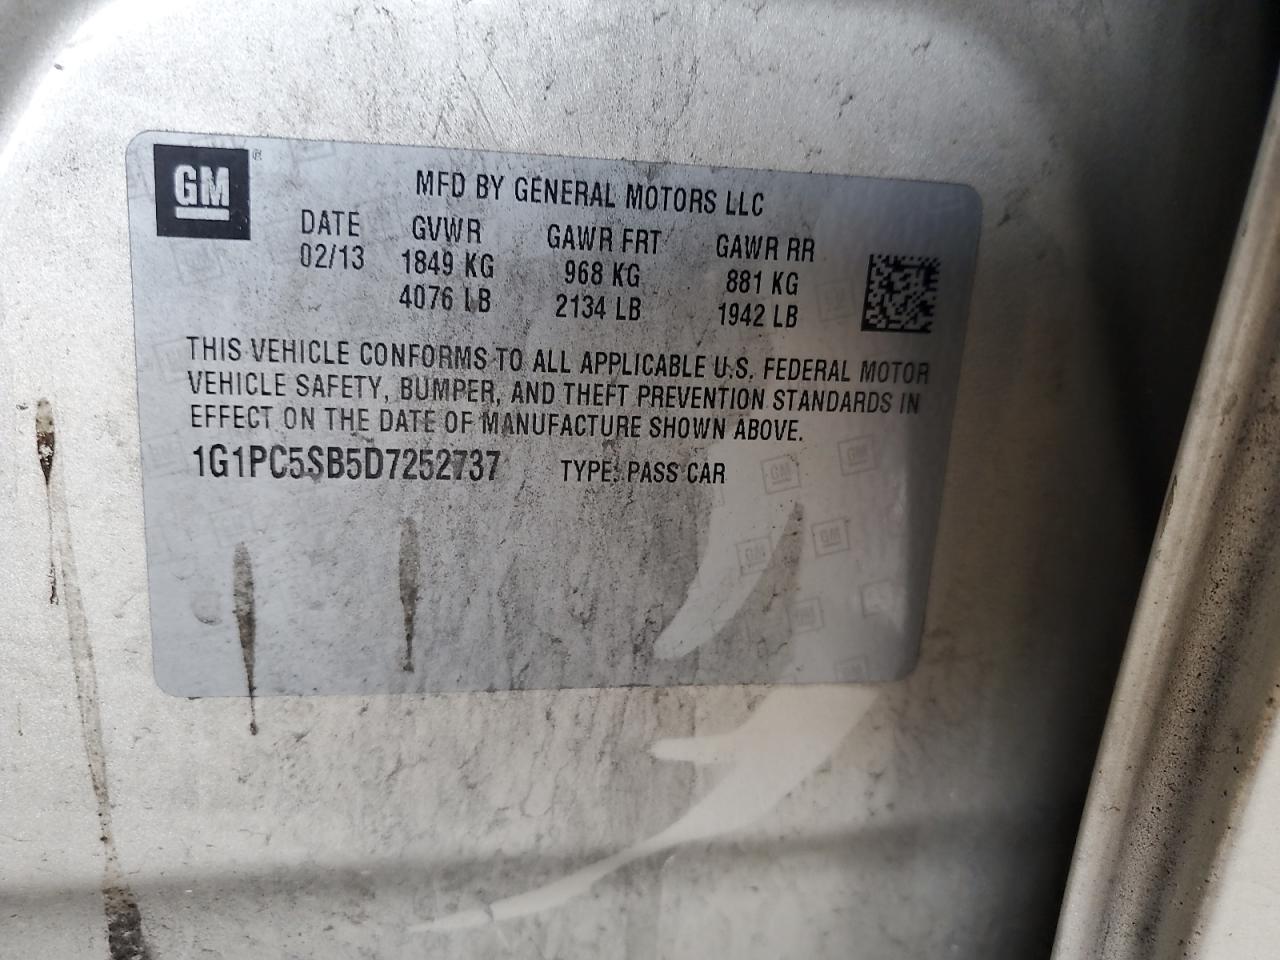 GM ®
MFD BY GENERAL MOTORS LLC
DATE GVWR GAWR FRT GAWR RR
02/13 1849 KG 968 KG 881 KG
4076 LB 2134 LB 1942 LB
THIS VEHICLE CONFORMS TO ALL APPLICABLE U.S. FEDERAL MOTOR
VEHICLE SAFETY, BUMPER, AND THEFT PREVENTION STANDARDS IN
EFFECT ON THE DATE OF MANUFACTURE SHOWN ABOVE.
1G1PC5SB5D7252737 TYPE: PASS CAR